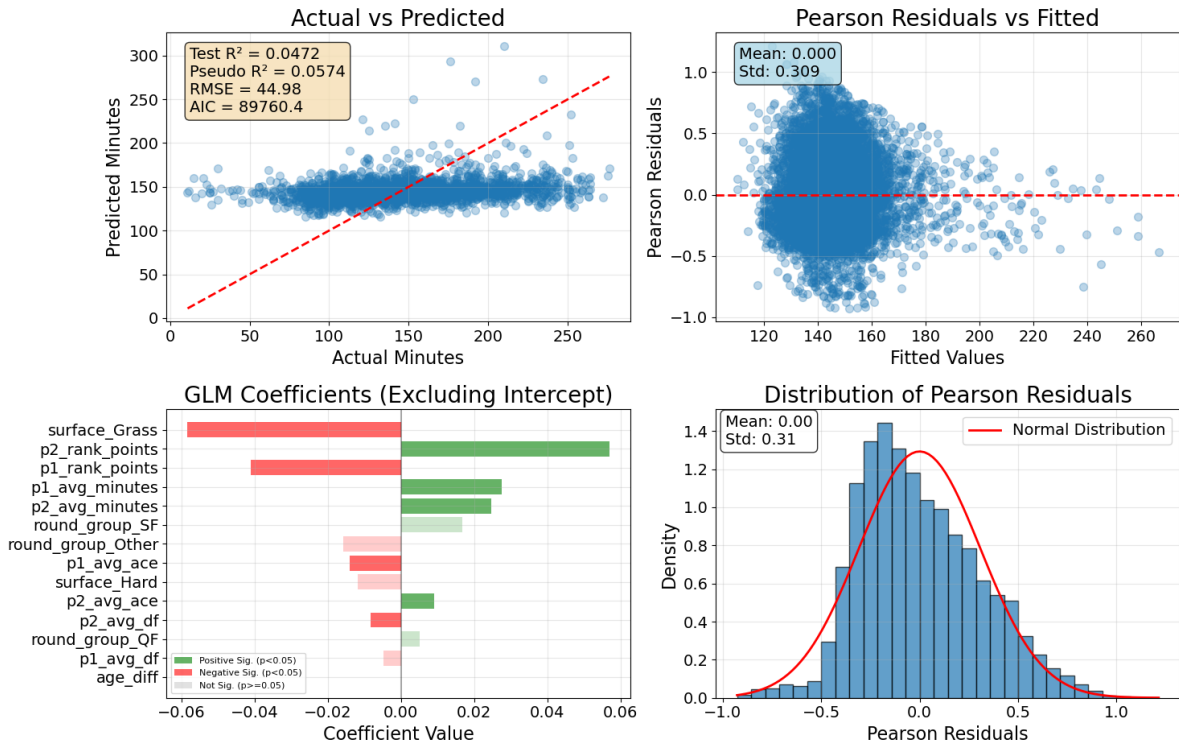 Actual vs Predicted
Test R² = 0.0472
Pseudo R² = 0.0574
RMSE = 44.98
AIC = 89760.4
300
250
200
150
100
50
0
Predicted Minutes
0 50 100 150 200 250
Actual Minutes
Pearson Residuals vs Fitted
Mean: 0.000
Std: 0.309
1.0
0.5
0.0
−0.5
−1.0
Pearson Residuals
120 140 160 180 200 220 240 260
Fitted Values
GLM Coefficients (Excluding Intercept)
surface_Grass
p2_rank_points
p1_rank_points
p1_avg_minutes
p2_avg_minutes
round_group_SF
round_group_Other
p1_avg_ace
surface_Hard
p2_avg_ace
p2_avg_df
round_group_QF
p1_avg_df
age_diff
Positive Sig. (p<0.05)
Negative Sig. (p<0.05)
Not Sig. (p>=0.05)
−0.06 −0.04 −0.02 0.00 0.02 0.04 0.06
Coefficient Value
Distribution of Pearson Residuals
Mean: 0.00
Std: 0.31
Normal Distribution
1.4
1.2
1.0
0.8
0.6
0.4
0.2
0.0
Density
−1.0 −0.5 0.0 0.5 1.0
Pearson Residuals